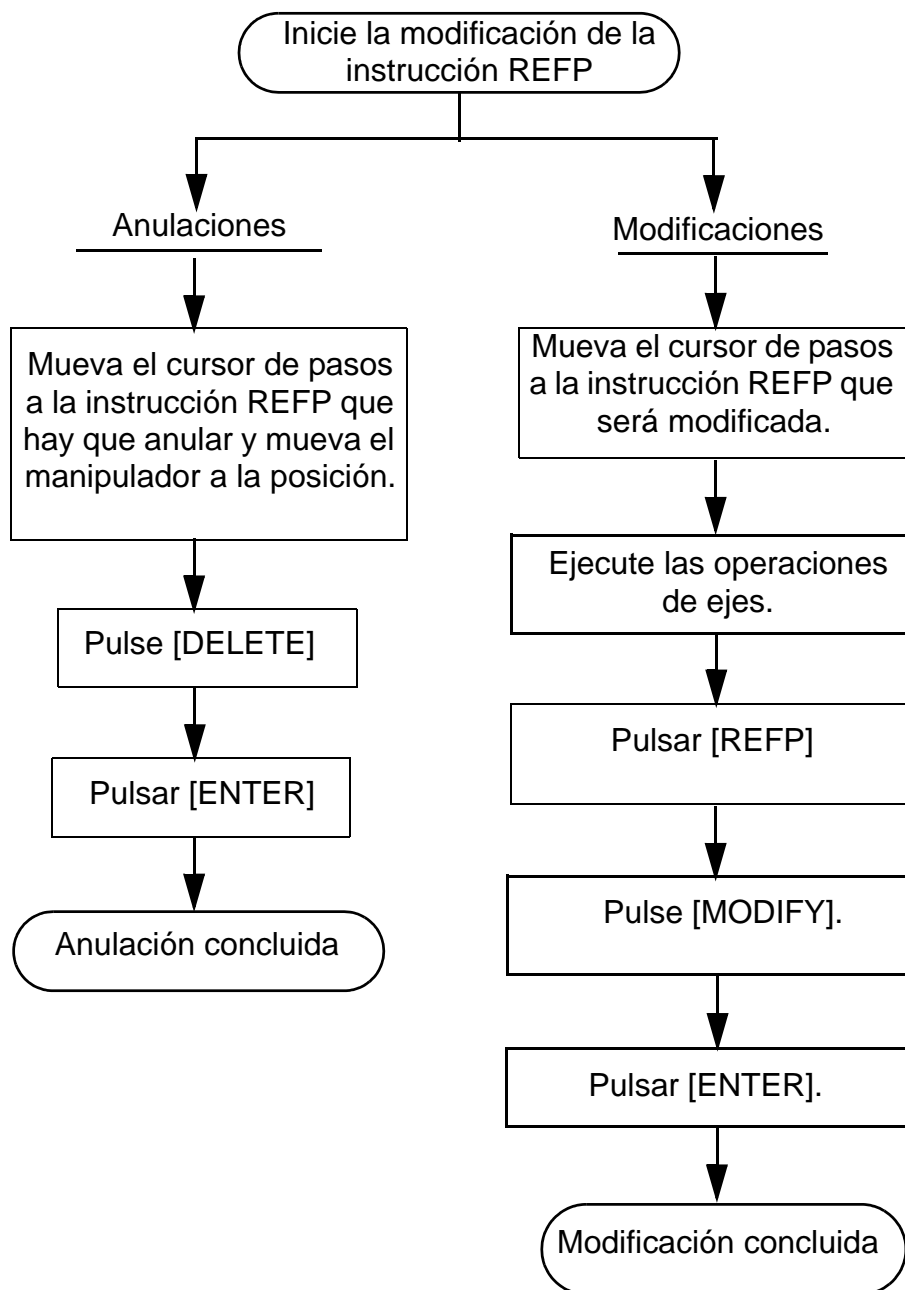 Inicie la modificación de la
instrucción REFP
Anulaciones
Mueva el cursor de pasos
a la instrucción REFP que
hay que anular y mueva el
manipulador a la posición.
Pulse [DELETE]
Pulsar [ENTER]
Anulación concluida
Modificaciones
Mueva el cursor de pasos
a la instrucción REFP que
será modificada.
Ejecute las operaciones
de ejes.
Pulsar [REFP]
Pulse [MODIFY].
Pulsar [ENTER].
Modificación concluida